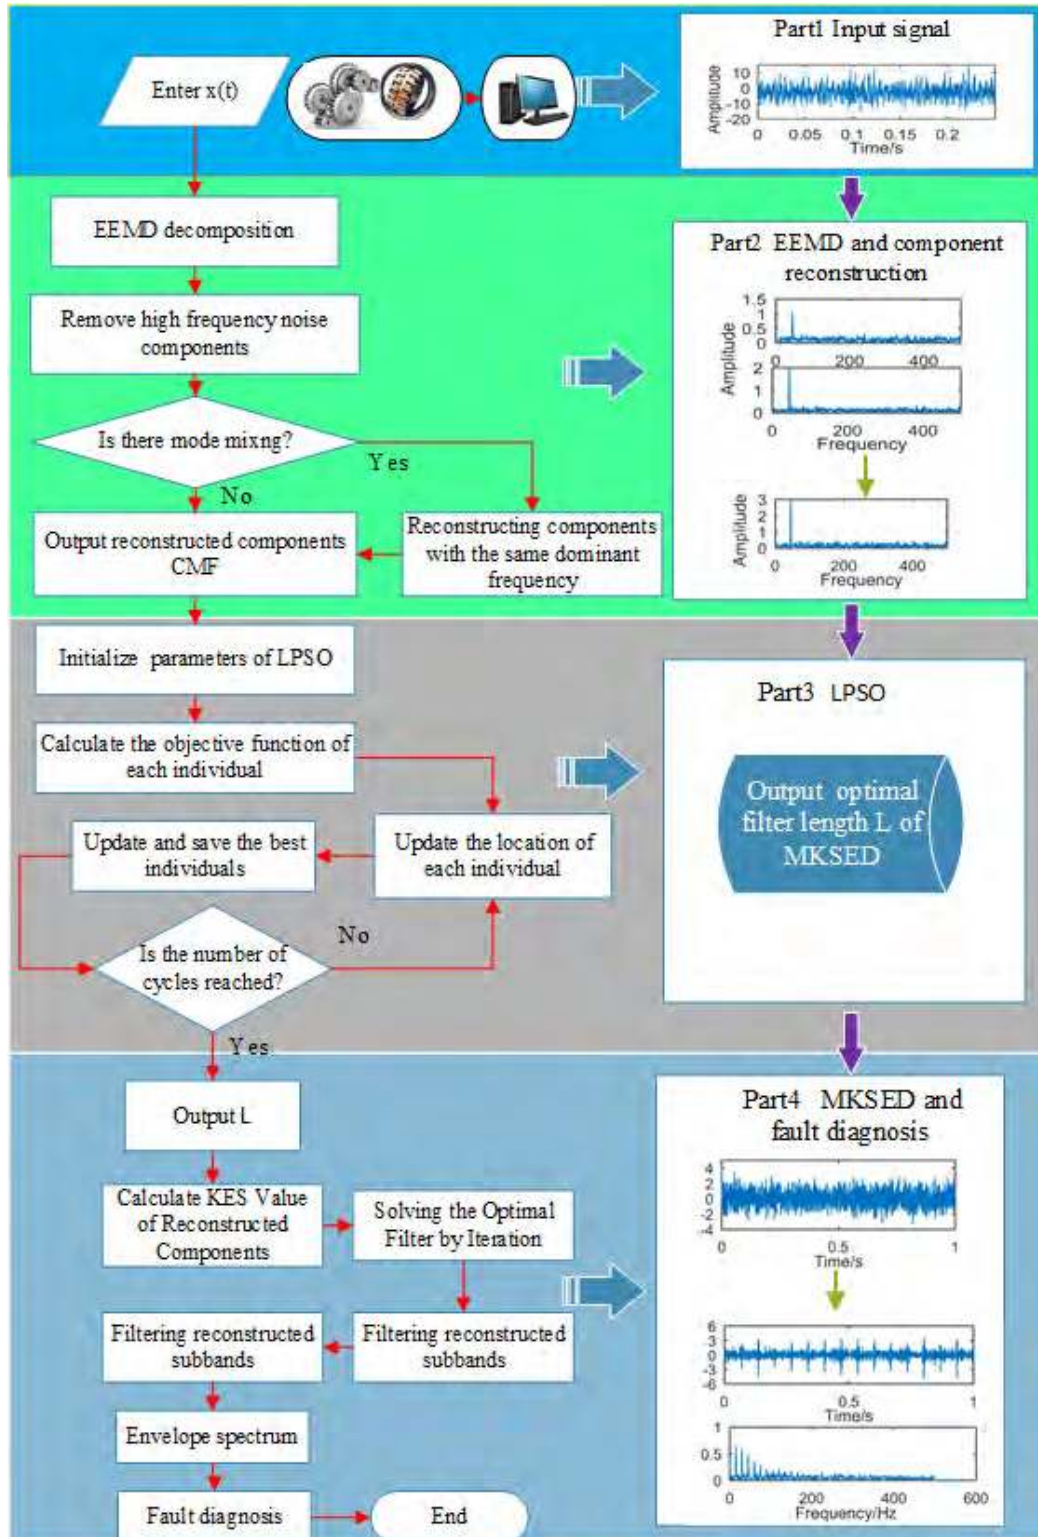 Enter x(t)
Part1 Input signal
Amplitude
10
0
-10
-20
0 0.05 0.1 0.15 0.2
Time/s
EEMD decomposition
Remove high frequency noise
components
Is there mode mixng?
Yes
No
Output reconstructed components
CMF
Reconstructing components
with the same dominant
frequency
Part2 EEMD and component
reconstruction
Amplitude
1.5
1
0.5
0
0 200 400
2
1
0
0 200 400
Frequency
Amplitude
3
2
1
0
0 200 400
Frequency
Initialize parameters of LPSO
Calculate the objective function of
each individual
Update and save the best
individuals
Update the location of
each individual
Is the number of
cycles reached?
No
Yes
Part3 LPSO
Output optimal
filter length L of
MKSED
Output L
Calculate KES Value
of Reconstructed
Components
Solving the Optimal
Filter by Iteration
Filtering reconstructed
subbands
Filtering reconstructed
subbands
Envelope spectrum
Fault diagnosis
End
Part4 MKSED and
fault diagnosis
4
2
0
-2
-4
0 0.5 1
Time/s
6
3
0
-3
-6
0 0.5 1
Time/s
1
0.5
0
0 200 400 600
Frequency/Hz